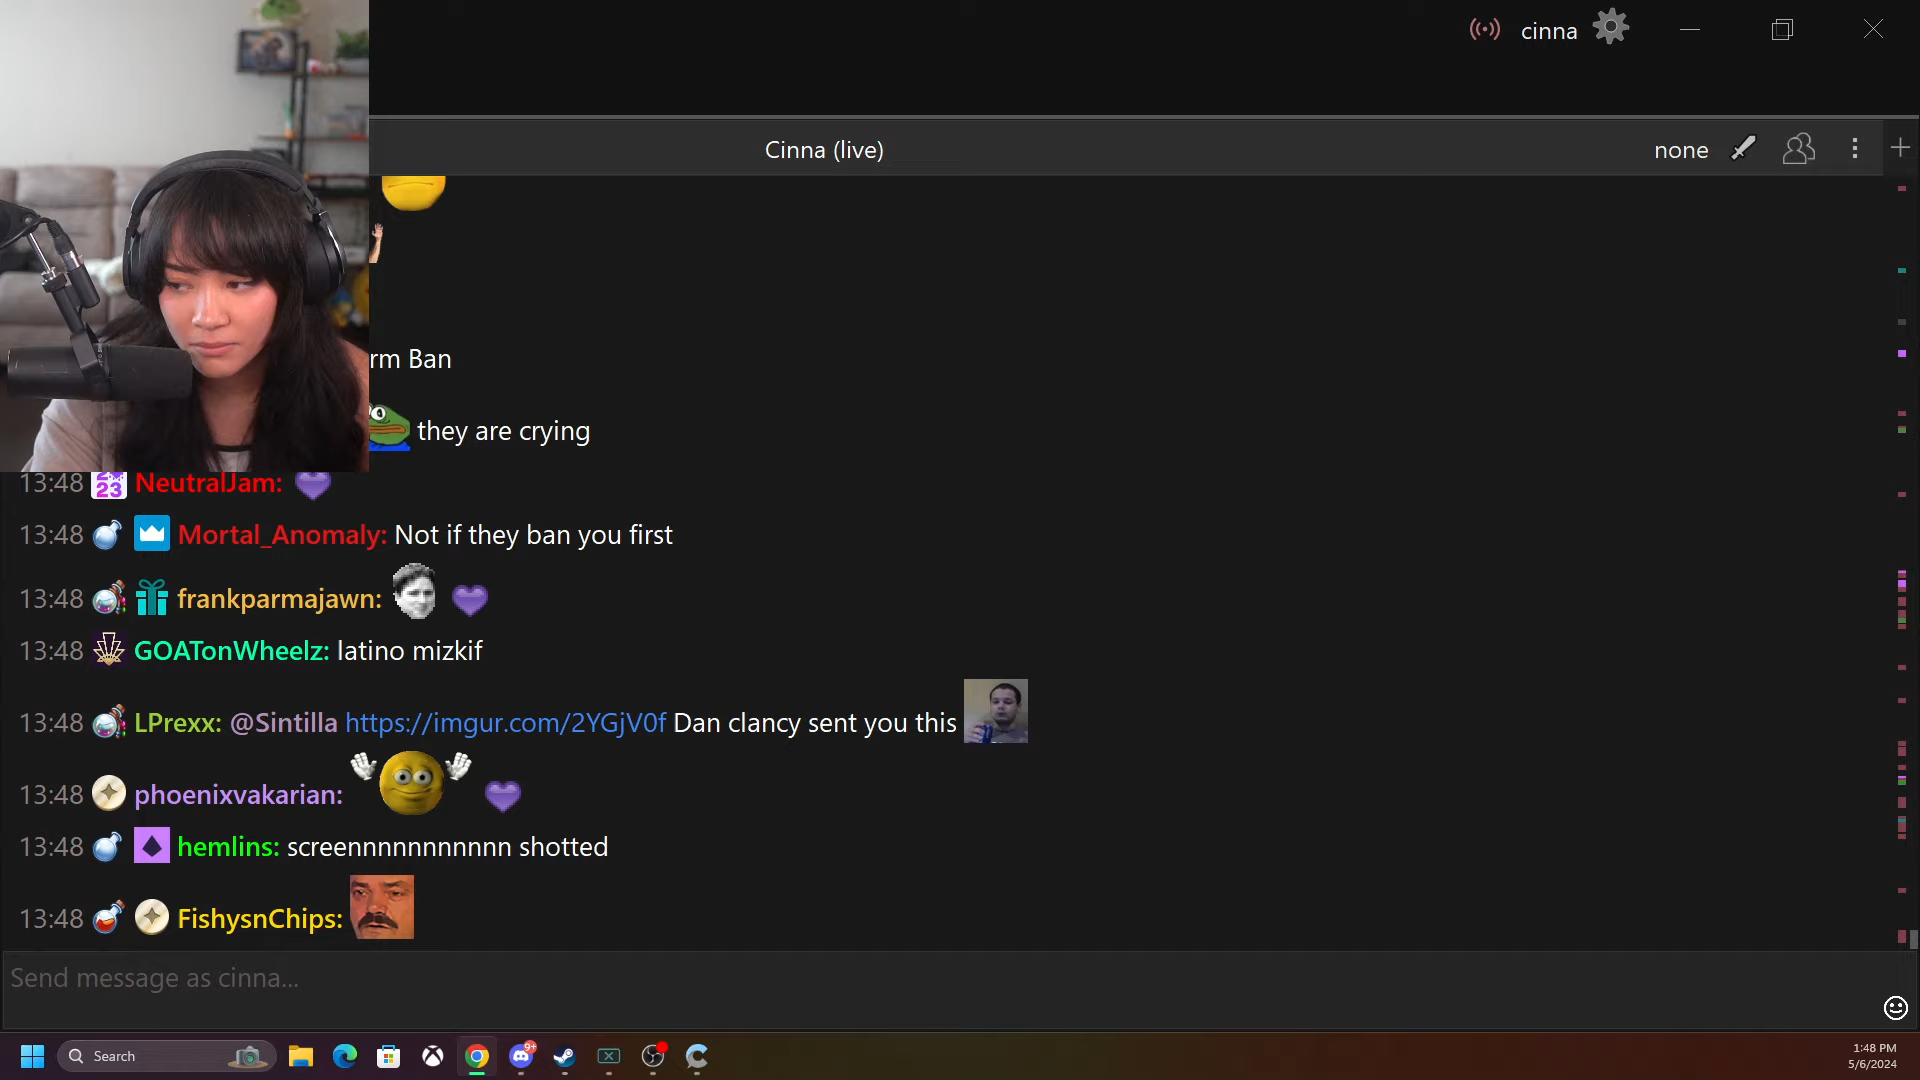 cinna
Cinna (live)
none
rm Ban
they are crying
13:48 23 NeutralJam:
13:48 Mortal_Anomaly: Not if they ban you first
13:48 frankparmajawn:
13:48 GOATonWheelz: latino mizkif
13:48 LPrexx: @Sintilla https://imgur.com/2YGjV0f Dan clancy sent you this
13:48 phoenixvakarian:
13:48 hemlins: screennnnnnnnnnn shotted
13:48 FishysnChips:
Send message as cinna...
Search
9+
1:48 PM
5/6/2024